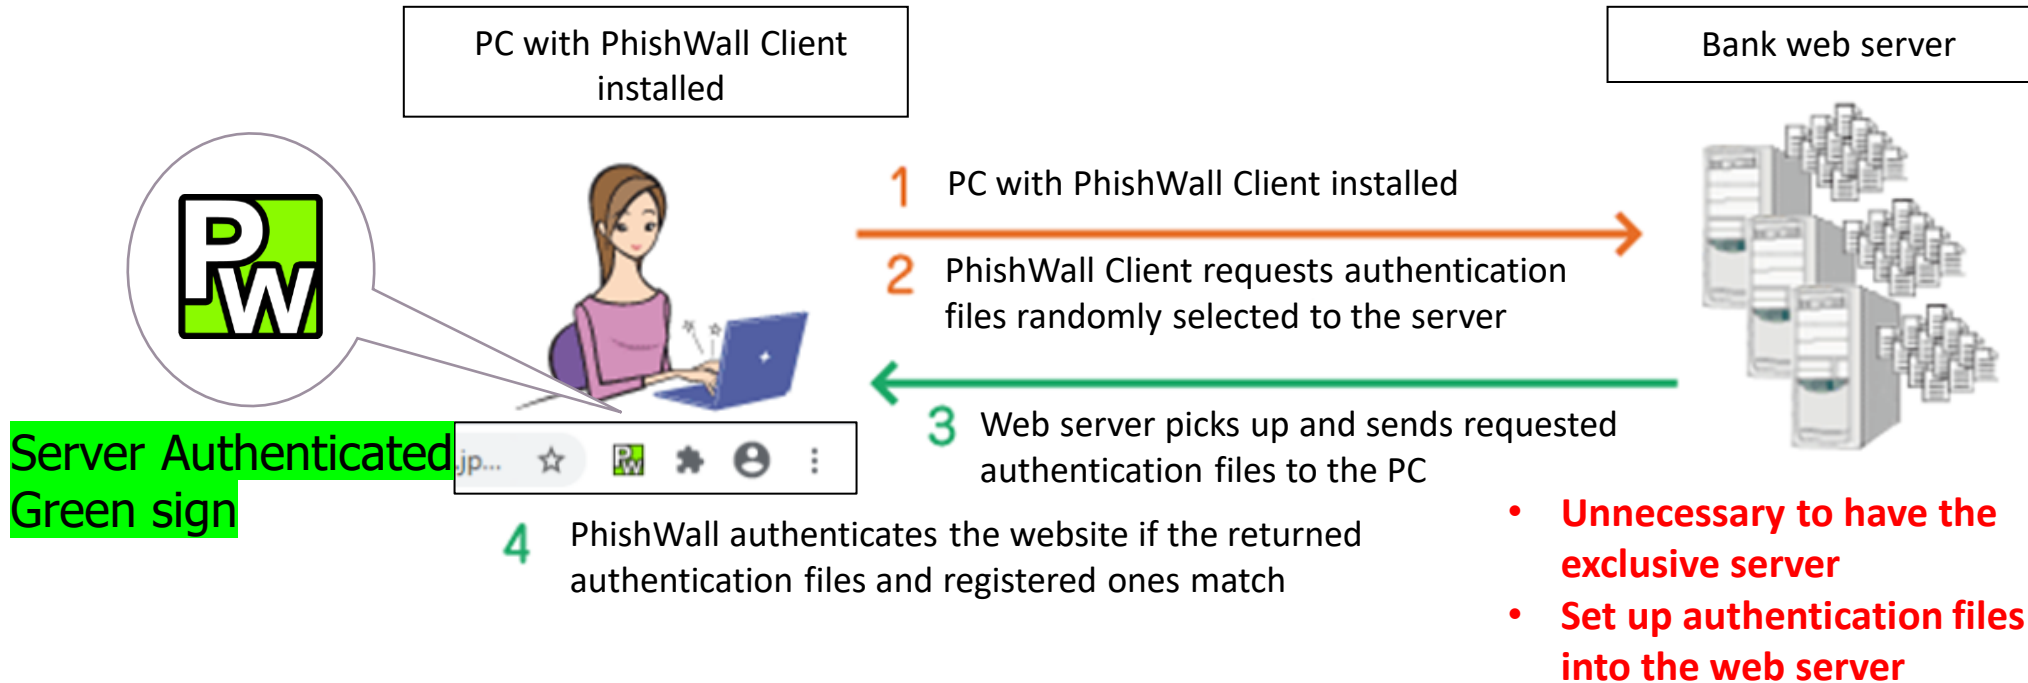 PC with PhishWall Client
installed
Bank web server
PW
1 PC with PhishWall Client installed
2 PhishWall Client requests authentication
files randomly selected to the server
3 Web server picks up and sends requested
authentication files to the PC
Server Authenticated
Green sign
.jp...
PW
4 PhishWall authenticates the website if the returned
authentication files and registered ones match
• Unnecessary to have the
exclusive server
• Set up authentication files
into the web server